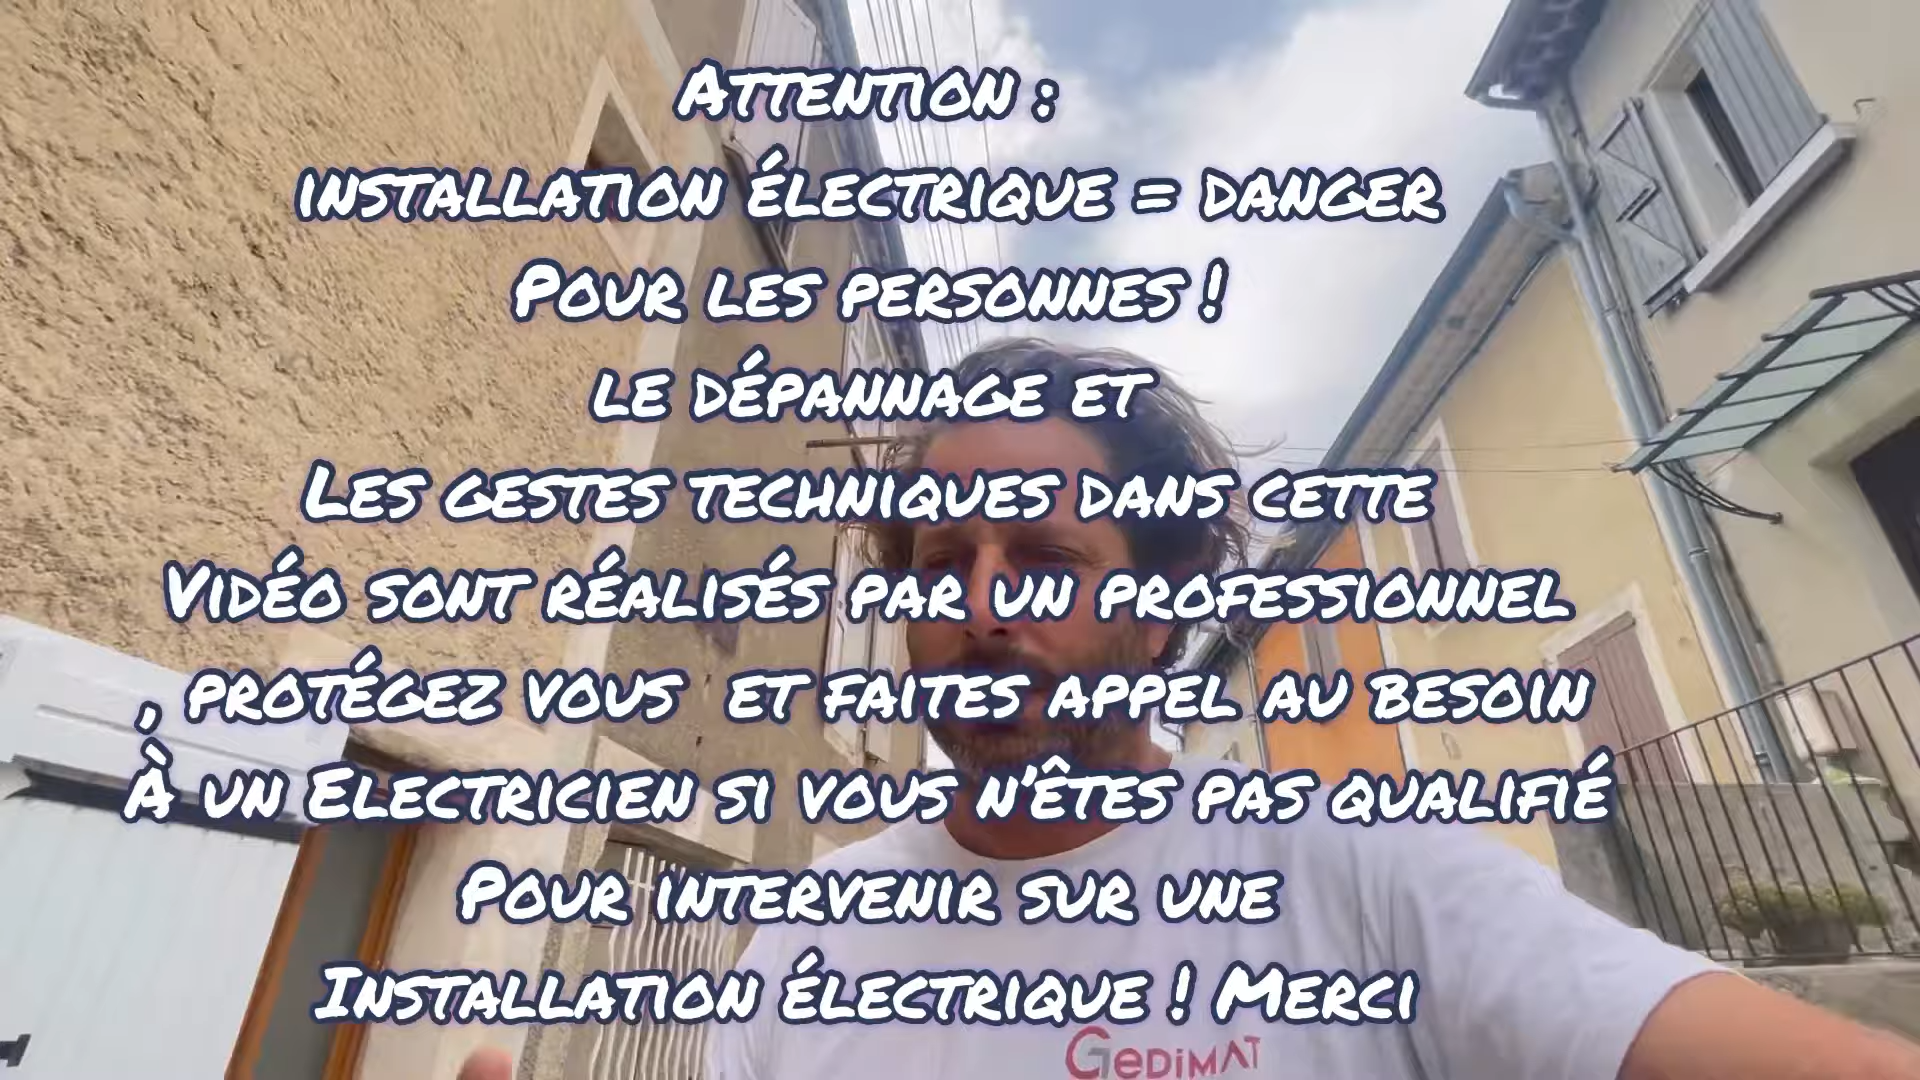 Attention :
installation électrique = danger
Pour les personnes !
le dépannage et
Les gestes techniques dans cette
Vidéo sont réalisés par un professionnel
, protégez vous  et faites appel au besoin
À un Electricien si vous n'êtes pas qualifié
Pour intervenir sur une
Installation électrique ! Merci
GEDIMAT